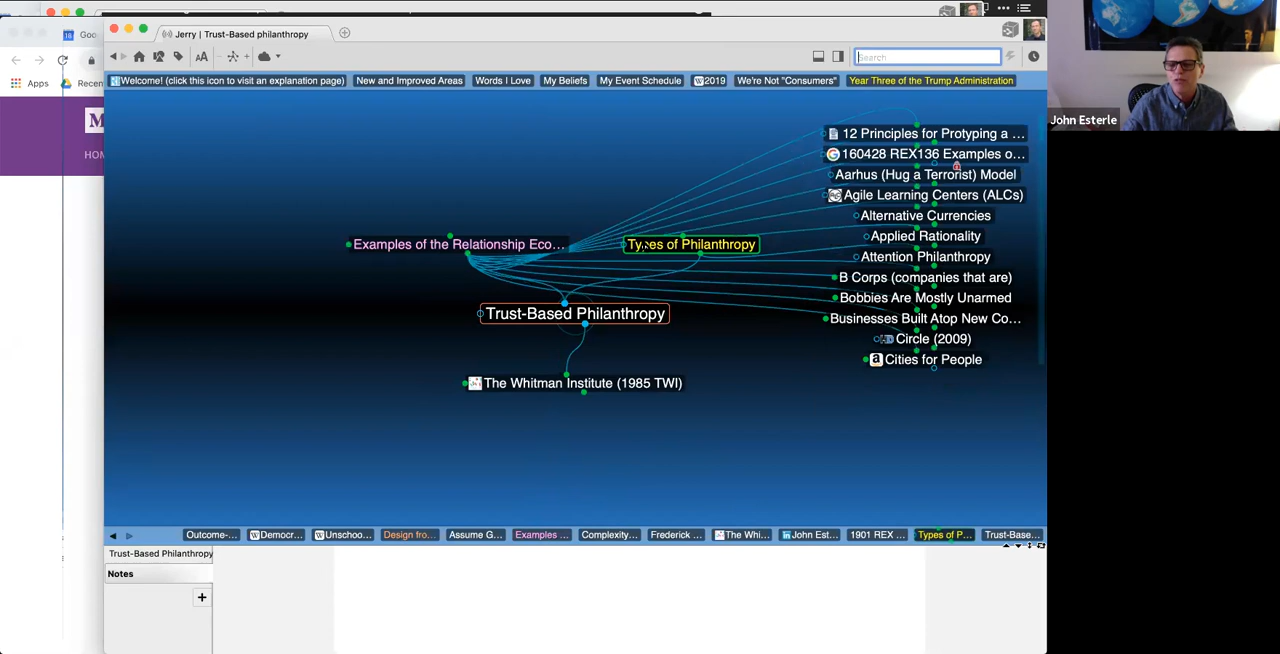 Goo
Apps
Recen
M
HOM
Jerry | Trust-Based philanthropy
AA
Search
Welcome! (click this icon to visit an explanation page)
New and Improved Areas
Words I Love
My Beliefs
My Event Schedule
W 2019
We're Not "Consumers"
Year Three of the Trump Administration
John Esterle
12 Principles for Protyping a ...
160428 REX136 Examples o...
Aarhus (Hug a Terrorist) Model
Agile Learning Centers (ALCs)
Alternative Currencies
Applied Rationality
Attention Philanthropy
B Corps (companies that are)
Bobbies Are Mostly Unarmed
Businesses Built Atop New Co...
Circle (2009)
Cities for People
Examples of the Relationship Eco...
Types of Philanthropy
Trust-Based Philanthropy
The Whitman Institute (1985 TWI)
Outcome-...
W Democr...
W Unschoo...
Design fro...
Assume G...
Examples ...
Complexity...
Frederick ...
The Whi...
in John Est...
1901 REX ...
Types of P...
Trust-Base...
Trust-Based Philanthropy
Notes
+